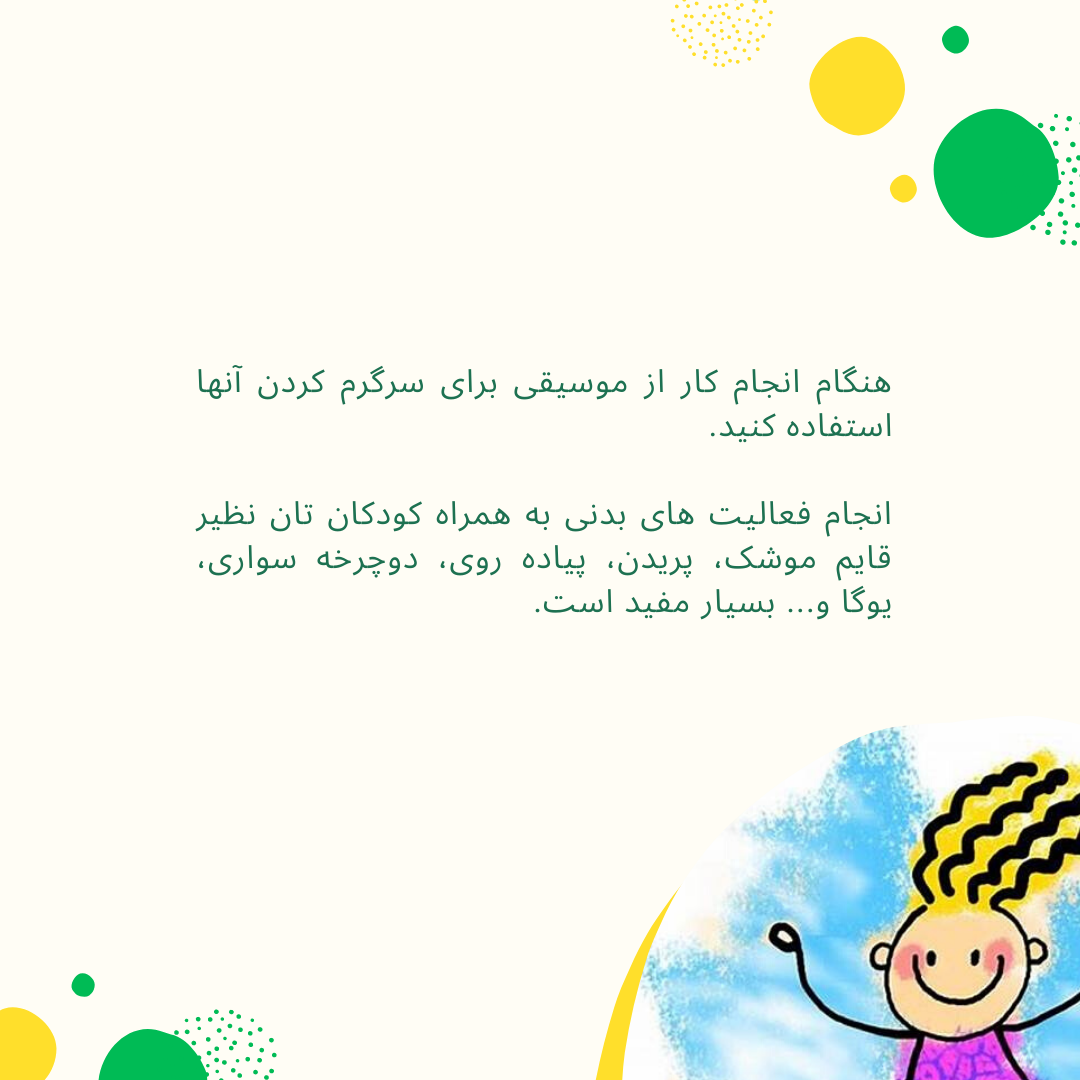 هنگام انجام کار از موسیقی برای سرگرم کردن آنها
استفاده کنید.
انجام فعالیت های بدنی به همراه کودکان تان نظیر
قایم موشک، پریدن، پیاده روی، دوچرخه سواری،
یوگا و... بسیار مفید است.